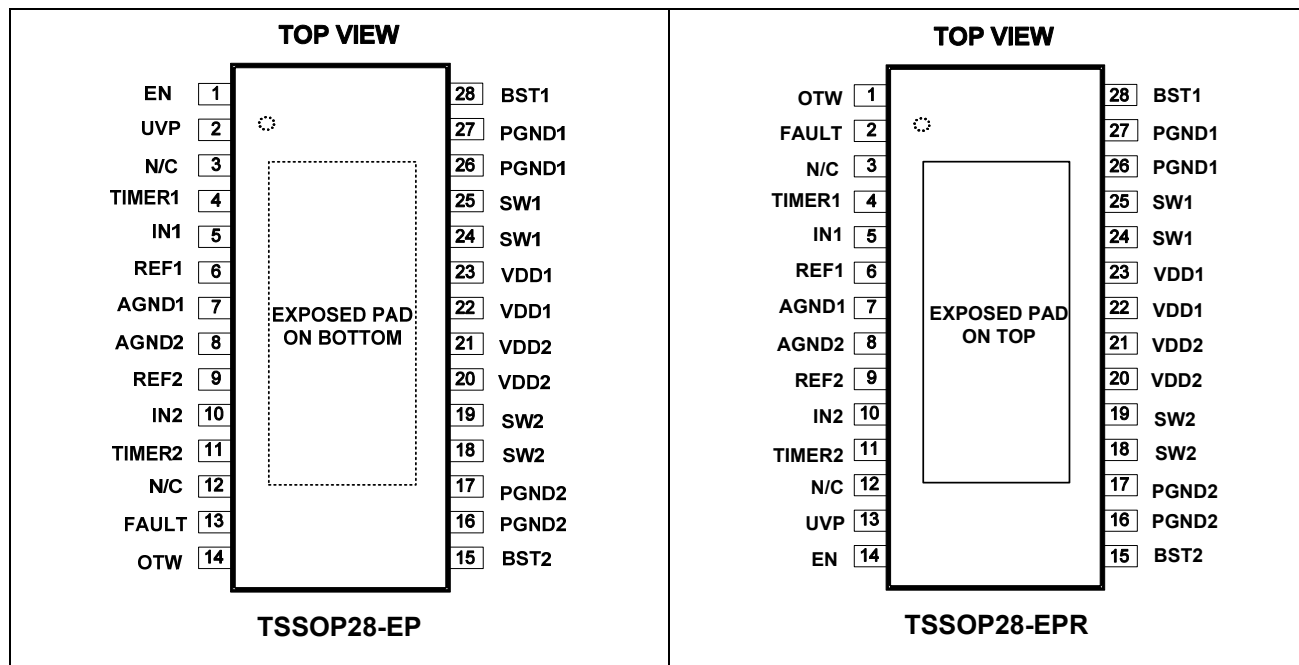 TOP VIEW
EN 1 28 BST1
UVP 2 27 PGND1
N/C 3 26 PGND1
TIMER1 4 25 SW1
IN1 5 24 SW1
REF1 6 23 VDD1
AGND1 7 22 VDD1
AGND2 8 21 VDD2
REF2 9 20 VDD2
IN2 10 19 SW2
TIMER2 11 18 SW2
N/C 12 17 PGND2
FAULT 13 16 PGND2
OTW 14 15 BST2
EXPOSED PAD
ON BOTTOM
TSSOP28-EP
TOP VIEW
OTW 1 28 BST1
FAULT 2 27 PGND1
N/C 3 26 PGND1
TIMER1 4 25 SW1
IN1 5 24 SW1
REF1 6 23 VDD1
AGND1 7 22 VDD1
AGND2 8 21 VDD2
REF2 9 20 VDD2
IN2 10 19 SW2
TIMER2 11 18 SW2
N/C 12 17 PGND2
UVP 13 16 PGND2
EN 14 15 BST2
EXPOSED PAD
ON TOP
TSSOP28-EPR